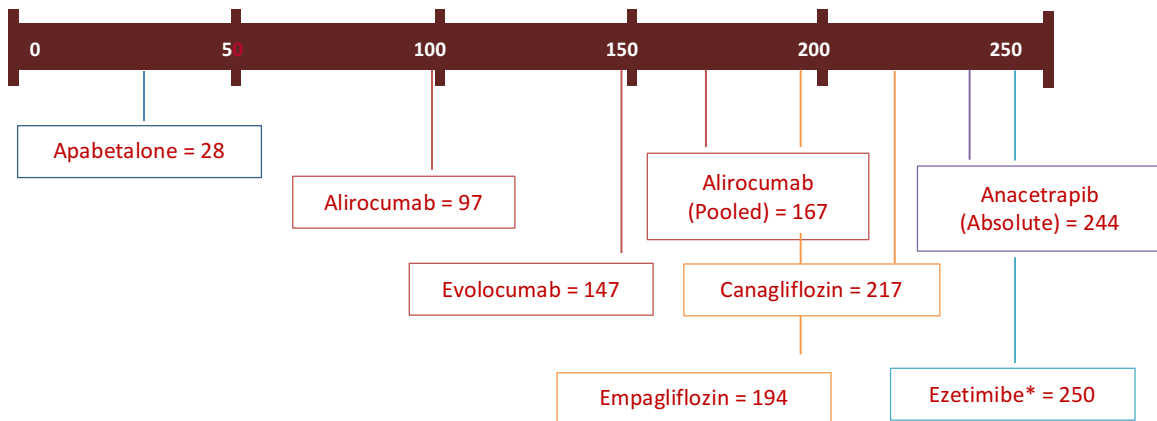 0 50 100 150 200 250
Apabetalone = 28
Alirocumab = 97
Alirocumab
(Pooled) = 167
Anacetrapib
(Absolute) = 244
Evolocumab = 147
Canagliflozin = 217
Empagliflozin = 194
Ezetimibe* = 250